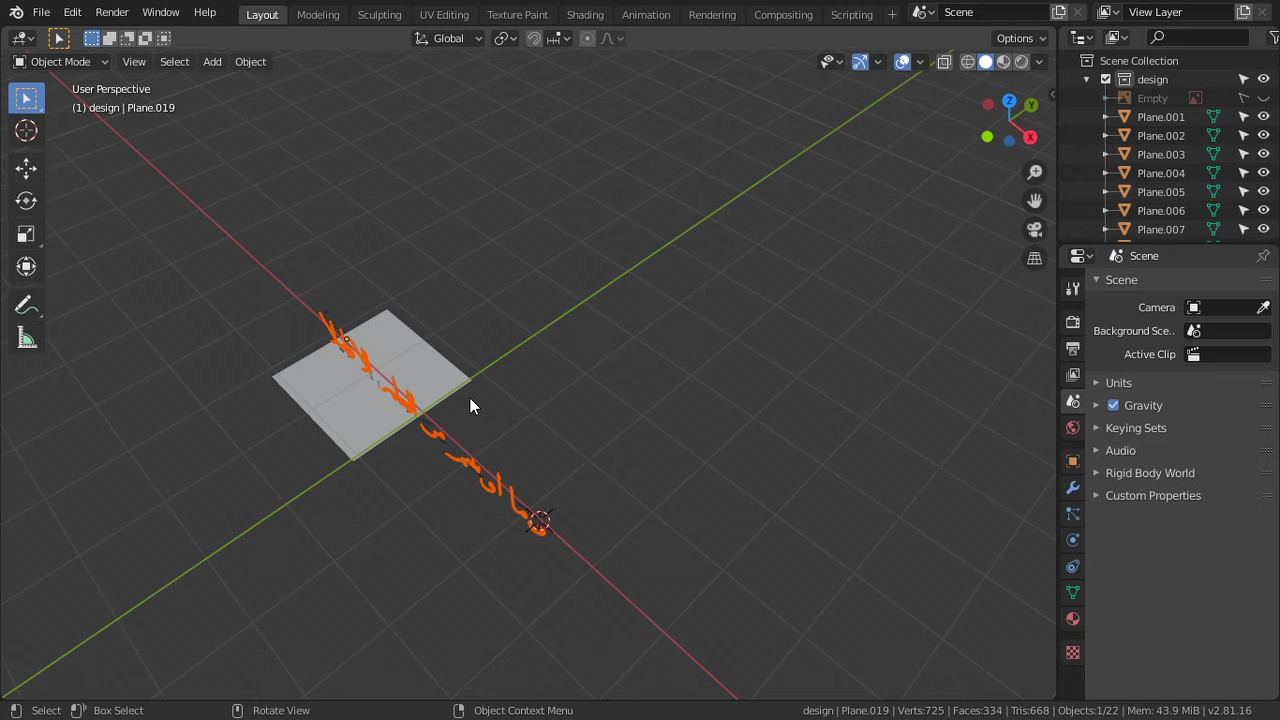 File Edit Render Window Help Layout Modeling Sculpting UV Editing Texture Paint Shading Animation Rendering Compositing Scripting + Scene View Layer
Global Options
Object Mode View Select Add Object
User Perspective
(1) design | Plane.019
Z
Y
X
Scene Collection
design
Empty
Plane.001
Plane.002
Plane.003
Plane.004
Plane.005
Plane.006
Plane.007
Scene
Scene
Camera
Background Sce..
Active Clip
Units
Gravity
Keying Sets
Audio
Rigid Body World
Custom Properties
Select Box Select Rotate View Object Context Menu design | Plane.019 | Verts:725 | Faces:334 | Tris:668 | Objects:1/22 | Mem: 43.9 MiB | v2.81.16